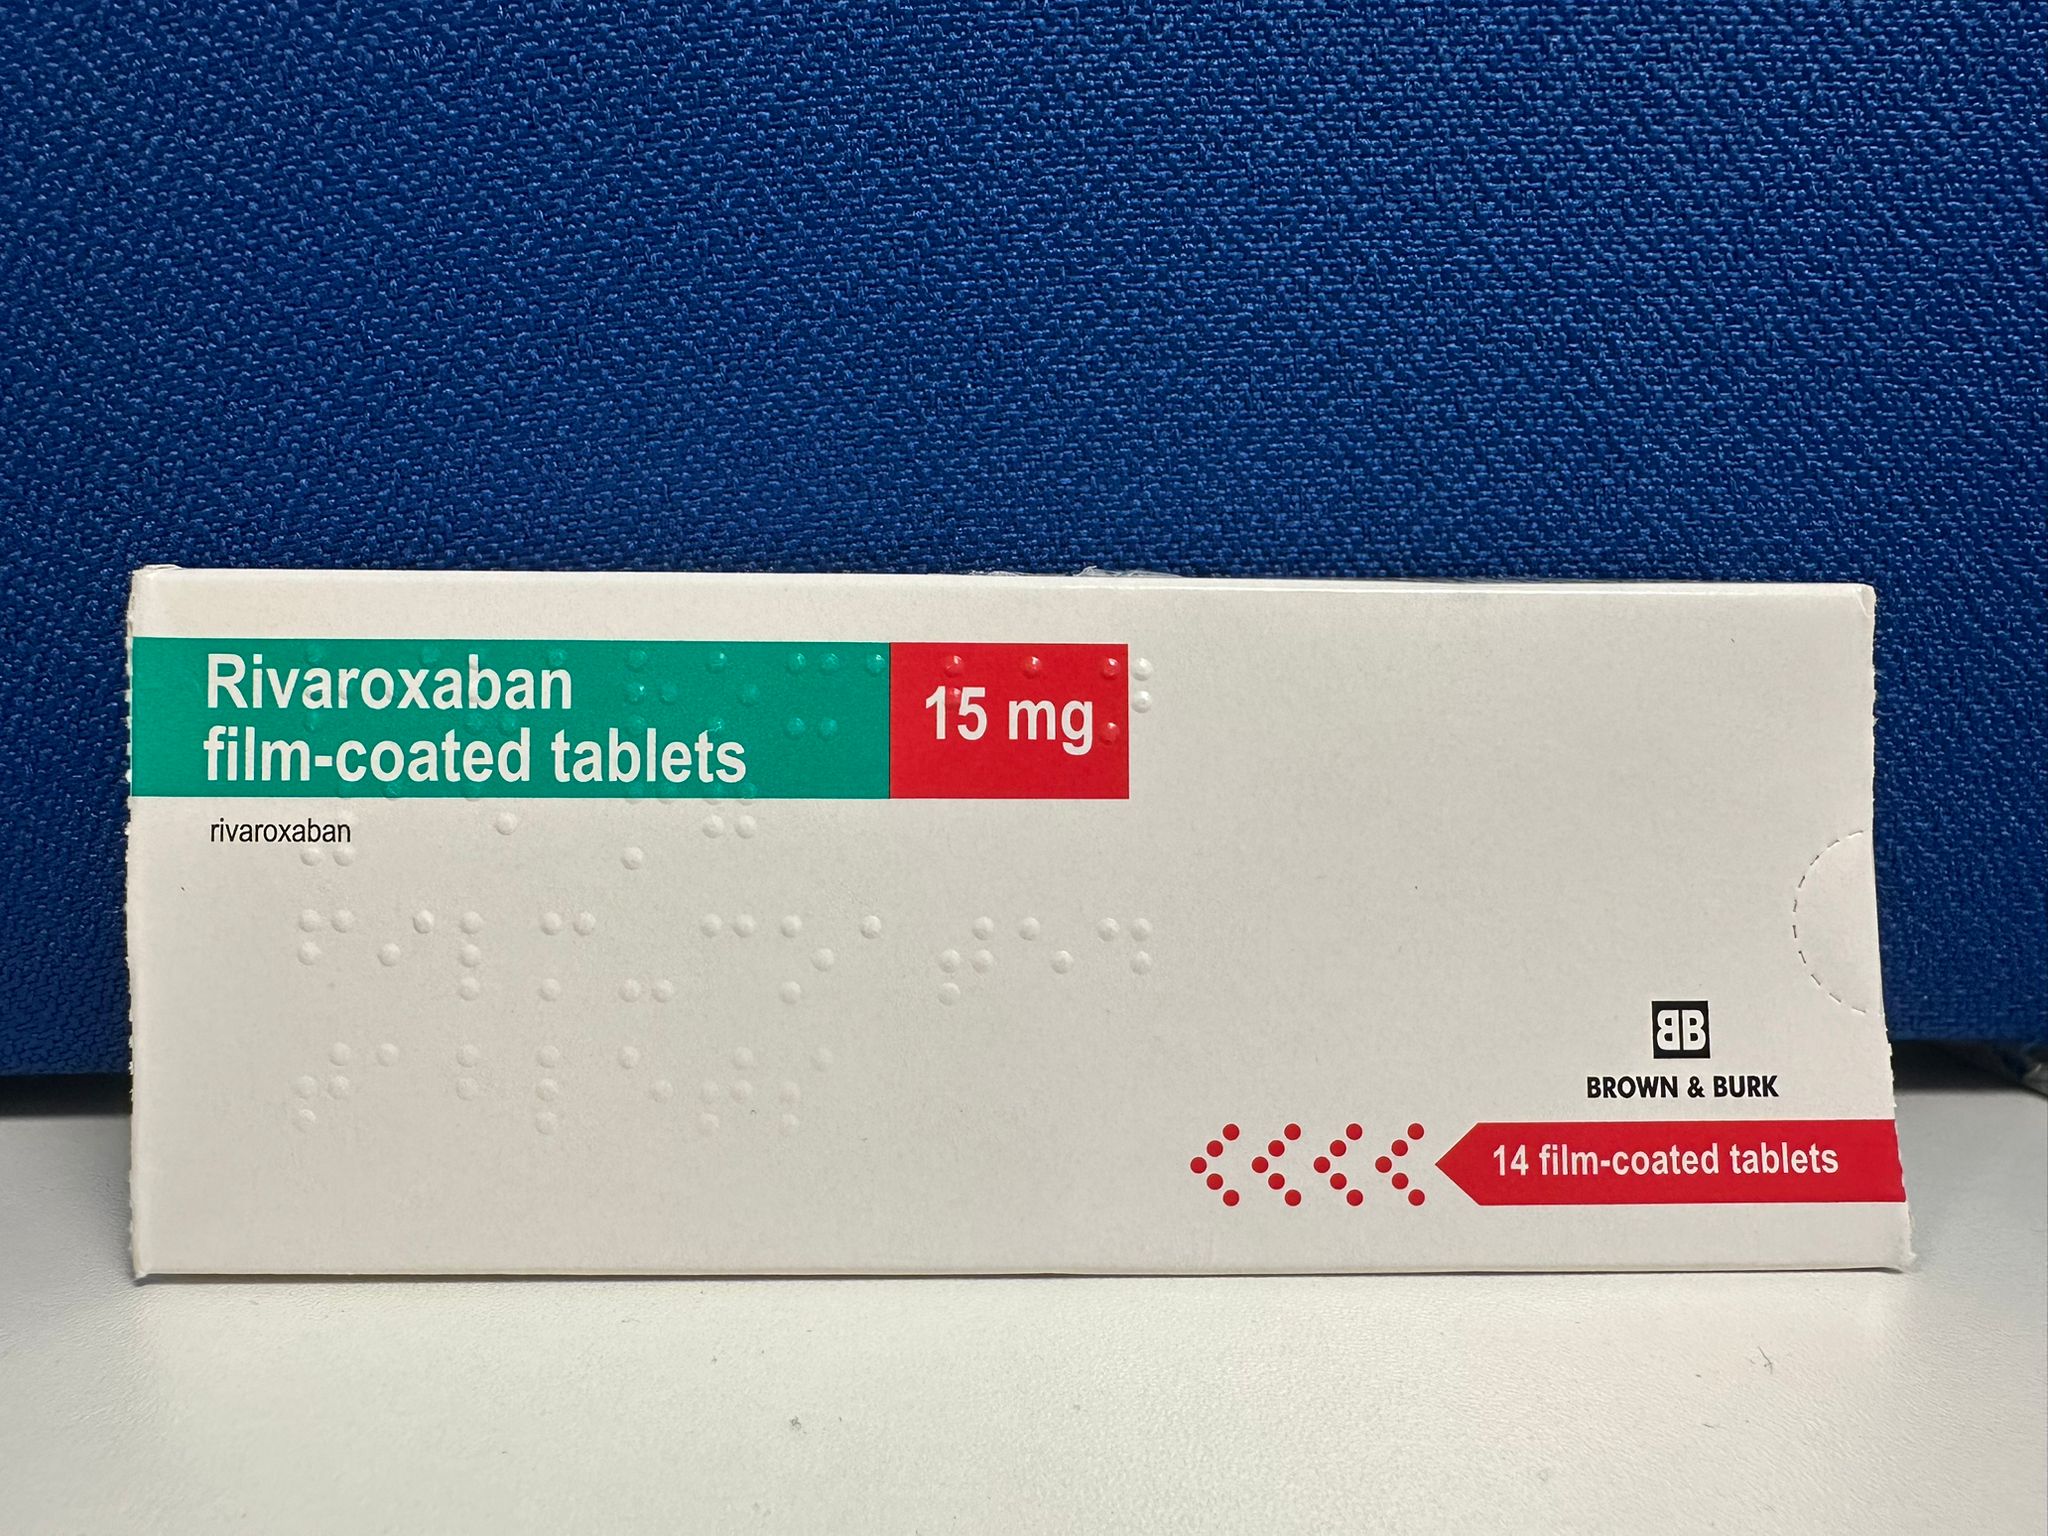 Rivaroxaban
film-coated tablets
15 mg
rivaroxaban
BB
BROWN & BURK
14 film-coated tablets